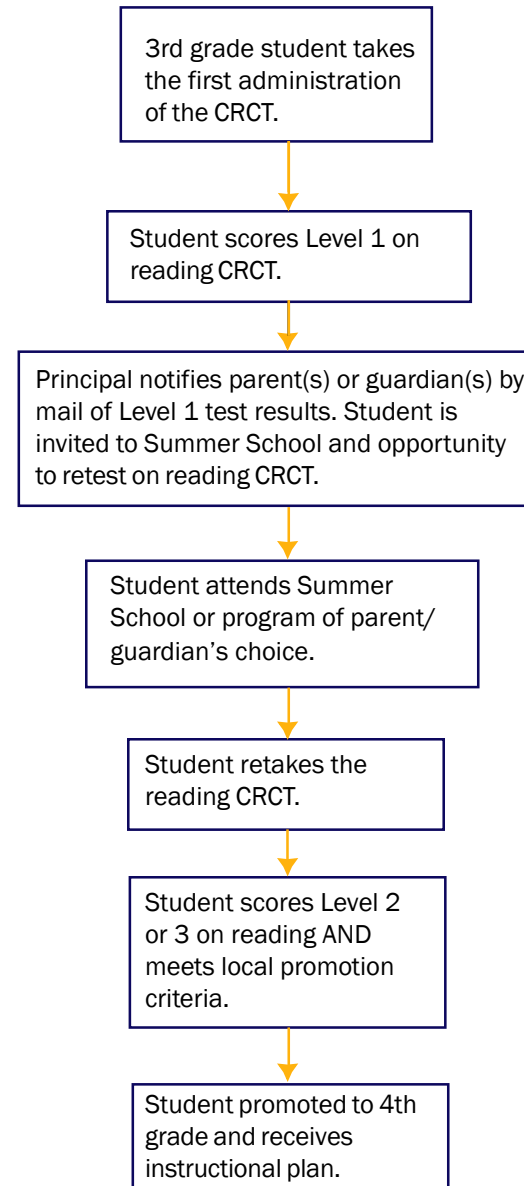 3rd grade student takes
the first administration
of the CRCT.
Student scores Level 1 on
reading CRCT.
Principal notifies parent(s) or guardian(s) by
mail of Level 1 test results. Student is
invited to Summer School and opportunity
to retest on reading CRCT.
Student attends Summer
School or program of parent/
guardian's choice.
Student retakes the
reading CRCT.
Student scores Level 2
or 3 on reading AND
meets local promotion
criteria.
Student promoted to 4th
grade and receives
instructional plan.